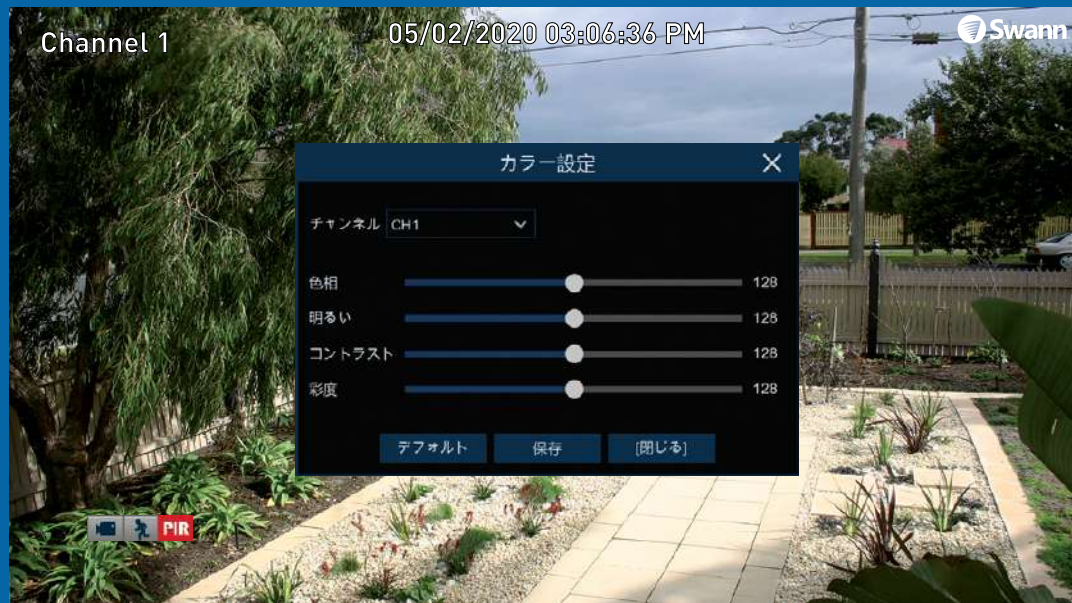 Channel 1
05/02/2020 03:06:36 PM
Swann
カラー設定
チャンネル CH1
色相 128
明るい 128
コントラスト 128
彩度 128
デフォルト 保存 [閉じる]
PIR